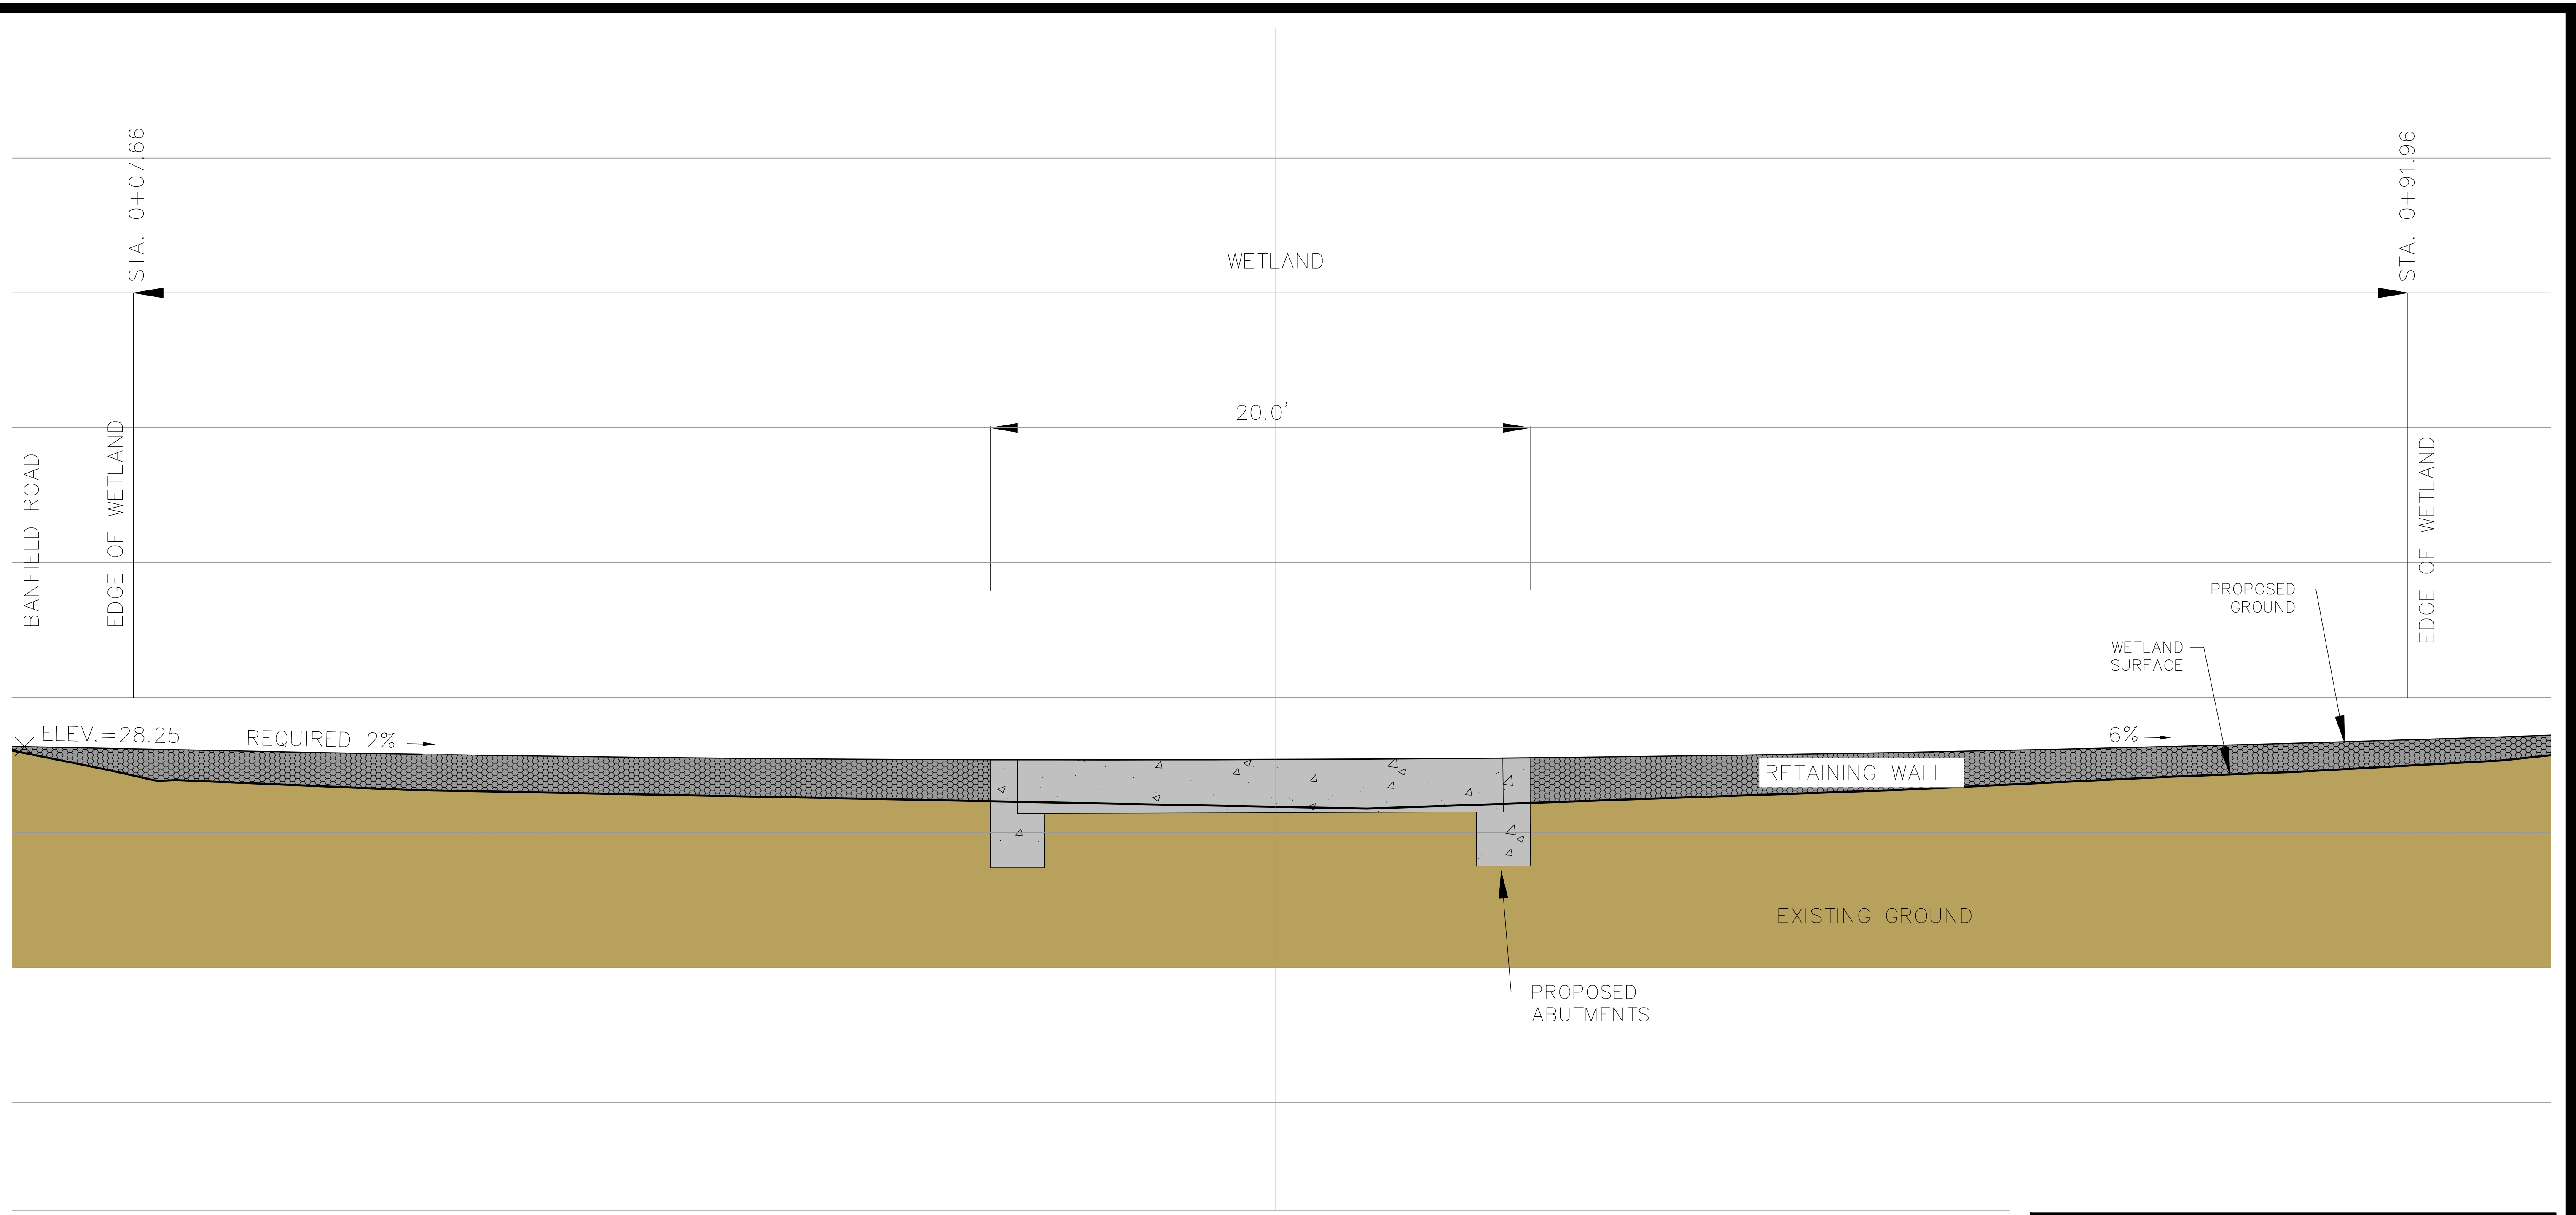 STA. 0+07.66
STA. 0+91.96
WETLAND
20.0'
BANFIELD ROAD
EDGE OF WETLAND
EDGE OF WETLAND
PROPOSED
GROUND
WETLAND
SURFACE
ELEV.=28.25
REQUIRED 2%
6%
RETAINING WALL
EXISTING GROUND
PROPOSED
ABUTMENTS